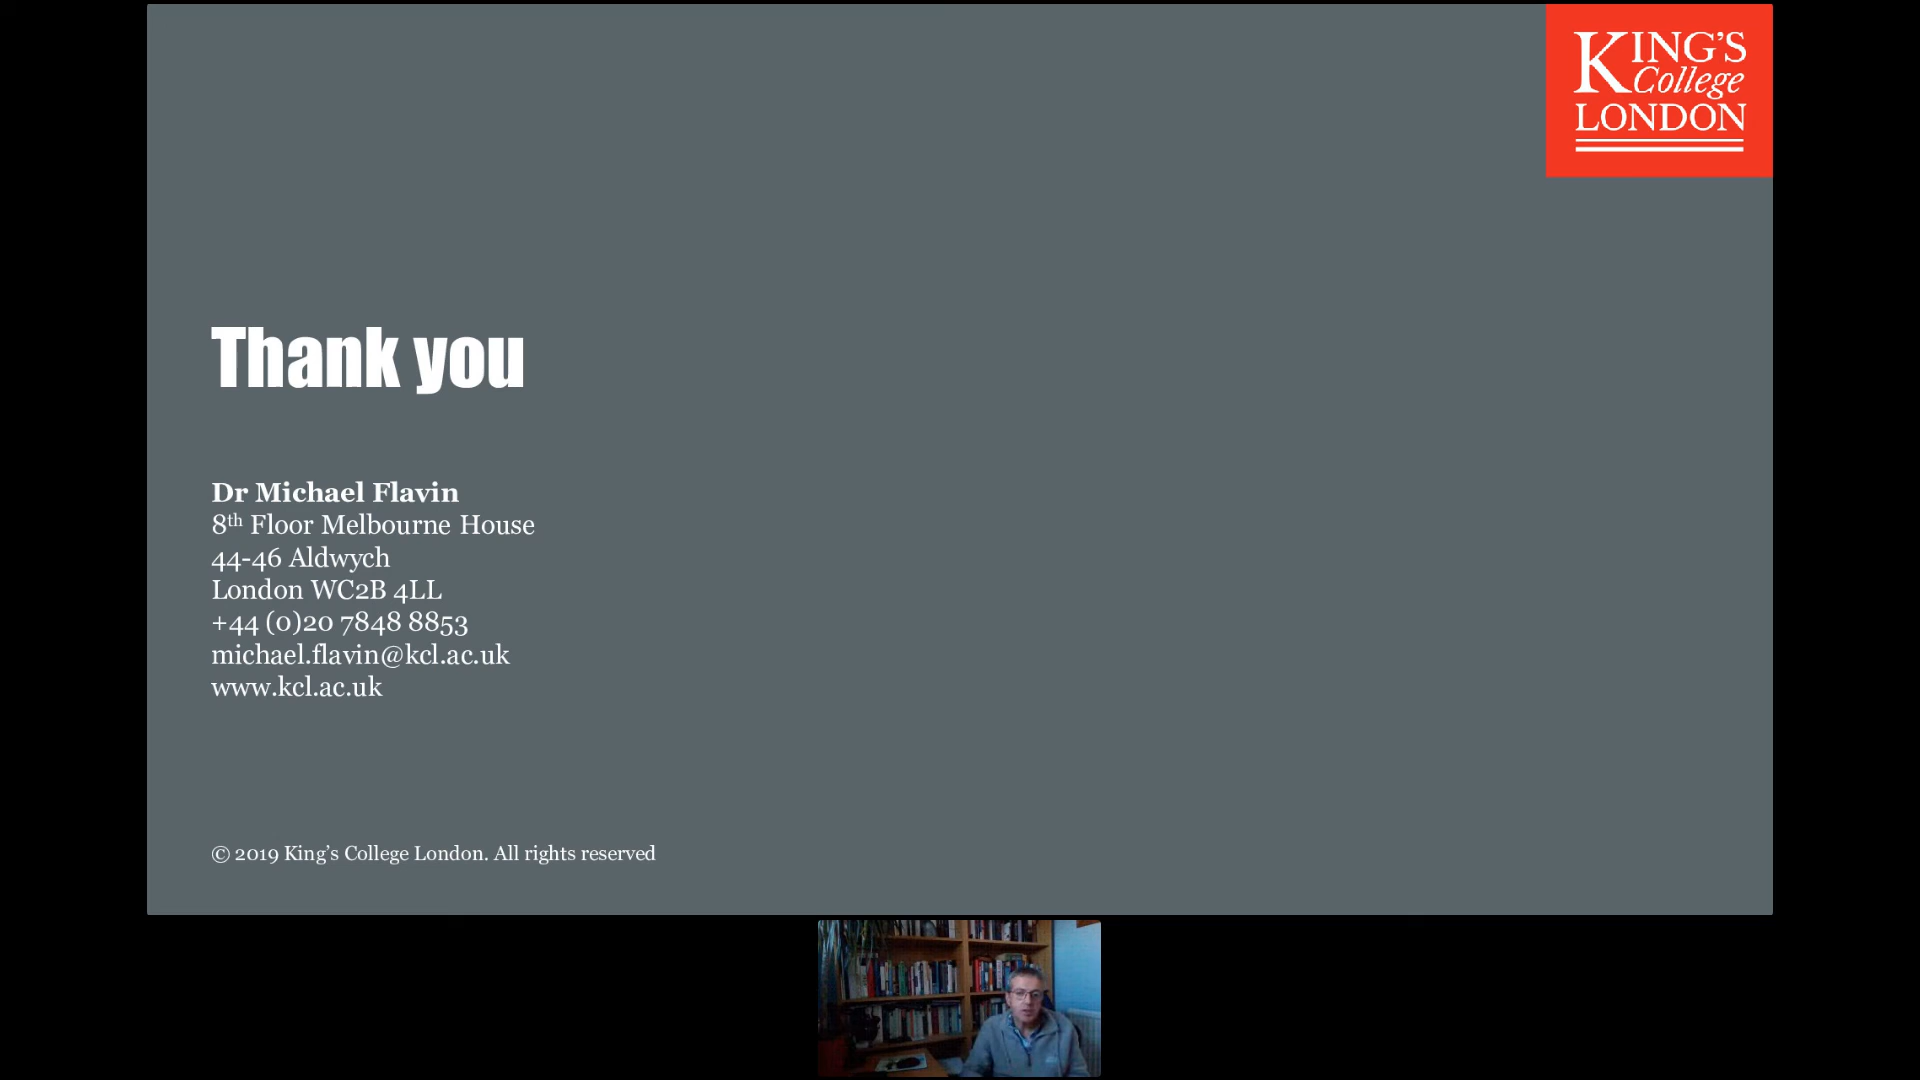 KING'S
College
LONDON
Thank you
Dr Michael Flavin
8th Floor Melbourne House
44-46 Aldwych
London WC2B 4LL
+44 (0)20 7848 8853
michael.flavin@kcl.ac.uk
www.kcl.ac.uk
© 2019 King’s College London. All rights reserved